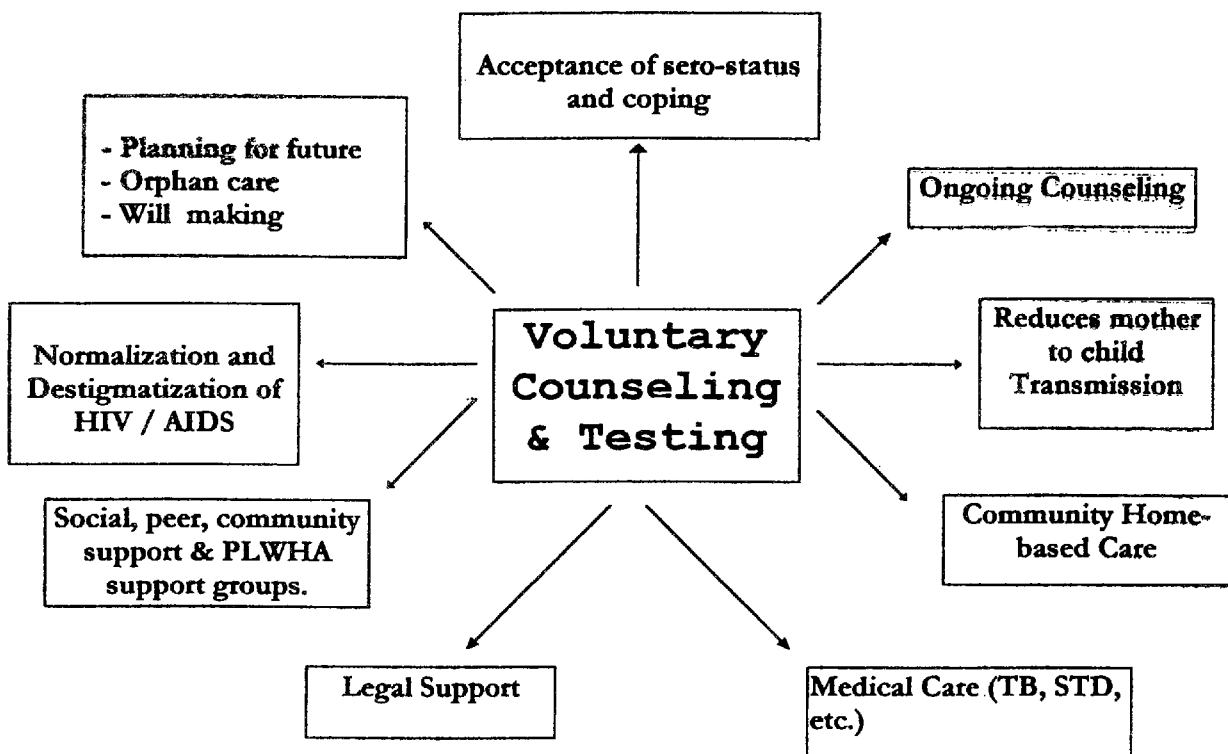 Acceptance of sero-status
and coping
- Planning for future
- Orphan care
- Will making
Ongoing Counseling
Voluntary
Counseling
& Testing
Reduces mother
to child
Transmission
Normalization and
Destigmatization of
HIV / AIDS
Social, peer, community
support & PLWHA
support groups.
Community Home-
based Care
Legal Support
Medical Care (TB, STD,
etc.)